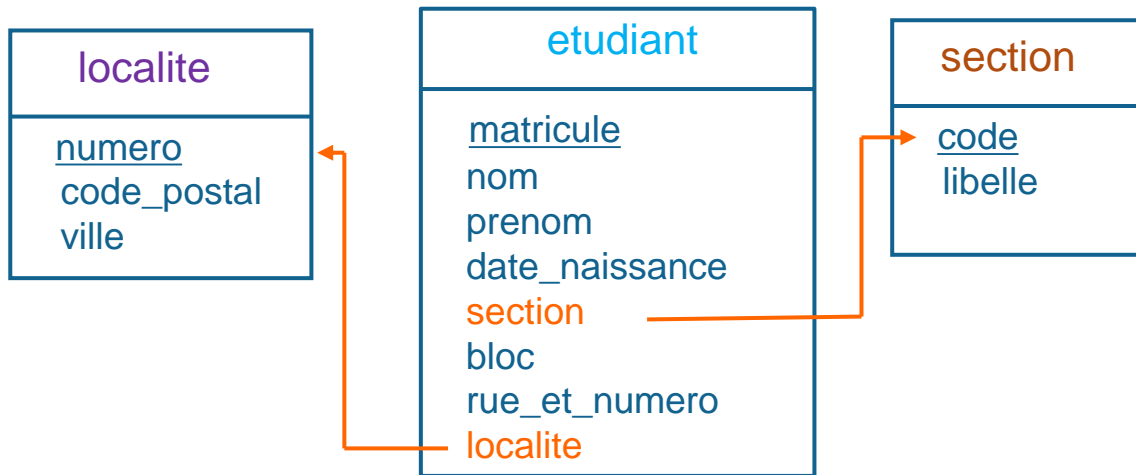 localite
numero
code_postal
ville
etudiant
matricule
nom
prenom
date_naissance
section
bloc
rue_et_numero
localite
section
code
libelle